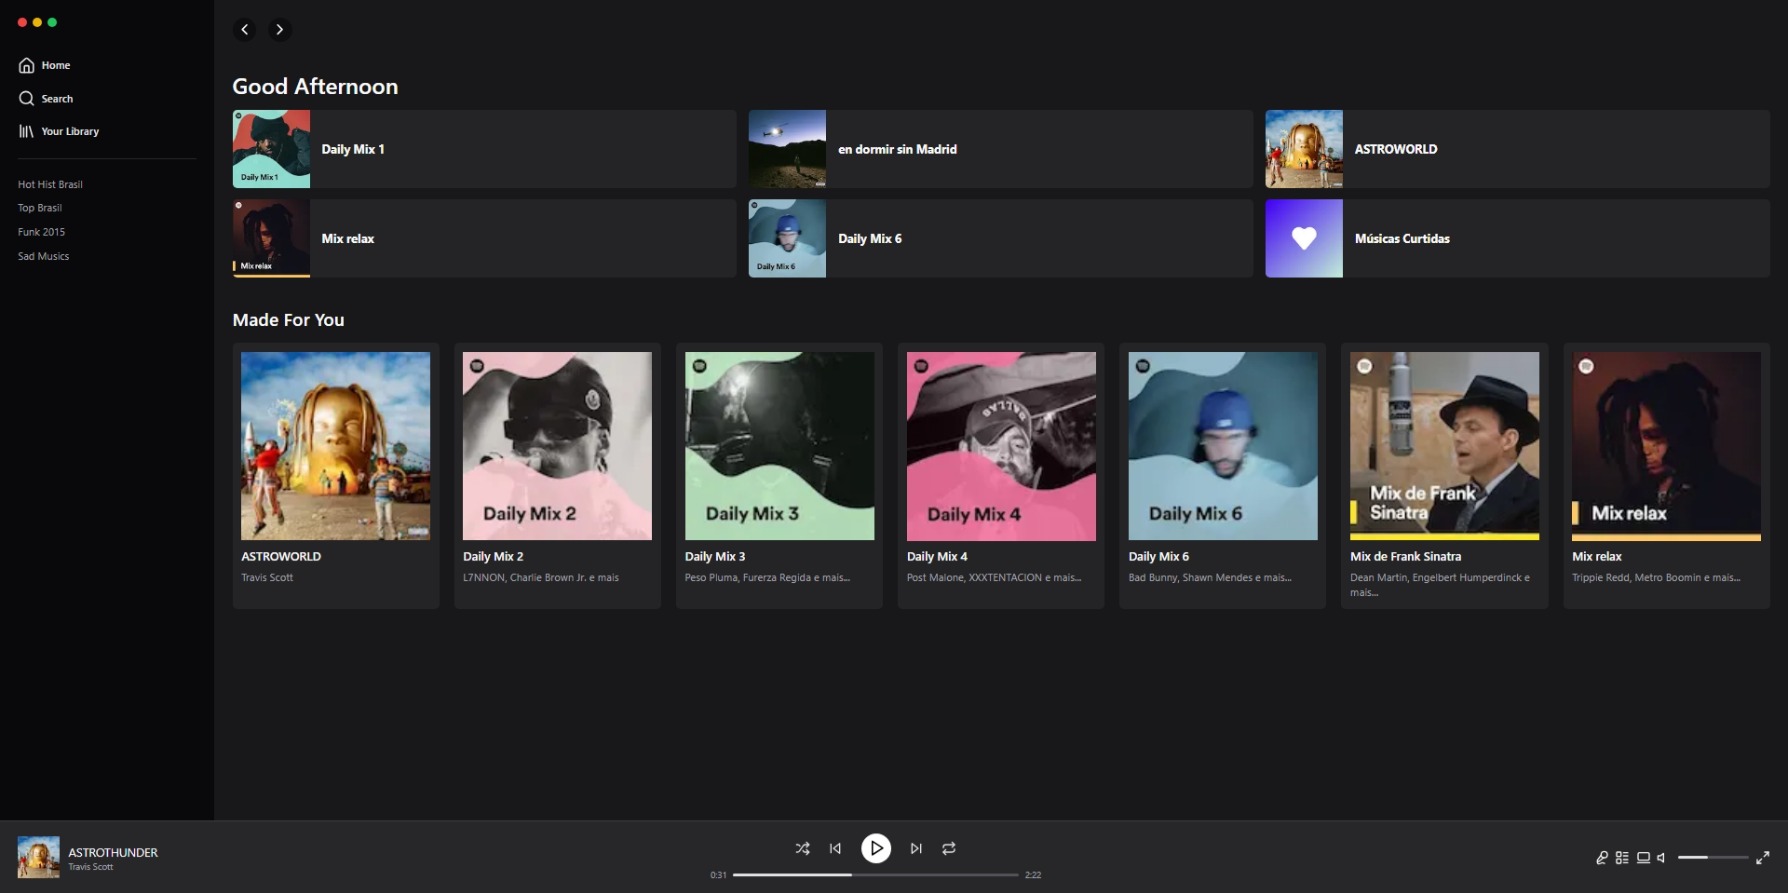 Home
Search
Your Library
Hot Hist Brasil
Top Brasil
Funk 2015
Sad Musics
Good Afternoon
Daily Mix 1
Daily Mix 1
en dormir sin Madrid
ASTROWORLD
Mix relax
Mix relax
Daily Mix 6
Daily Mix 6
Músicas Curtidas
Made For You
ASTROWORLD
Travis Scott
Daily Mix 2
Daily Mix 2
L7NNON, Charlie Brown Jr. e mais
Daily Mix 3
Daily Mix 3
Peso Pluma, Fuerza Regida e mais...
DALLAS
Daily Mix 4
Daily Mix 4
Post Malone, XXXTENTACION e mais...
Daily Mix 6
Daily Mix 6
Bad Bunny, Shawn Mendes e mais...
Mix de Frank
Sinatra
Mix de Frank Sinatra
Dean Martin, Engelbert Humperdinck e
mais...
Mix relax
Mix relax
Trippie Redd, Metro Boomin e mais...
ASTROTHUNDER
Travis Scott
0:31
2:22